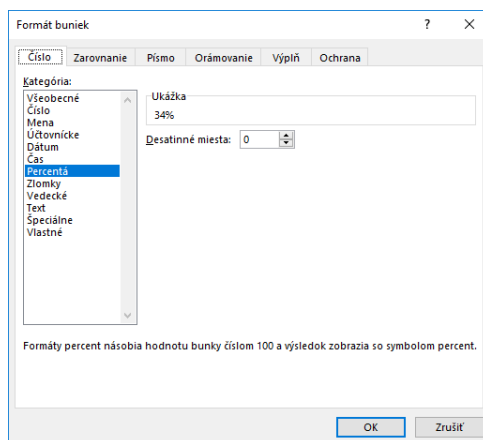 Formát buniek ?
Číslo Zarovnanie Písmo Orámovanie Výplň Ochrana
Kategória:
Všeobecné
Číslo
Mena
Účtovnícke
Dátum
Čas
Percentá
Zlomky
Vedecké
Text
Špeciálne
Vlastné
Ukážka
34%
Desatinné miesta: 0
Formáty percent násobia hodnotu bunky číslom 100 a výsledok zobrazia so symbolom percent.
OK Zrušiť